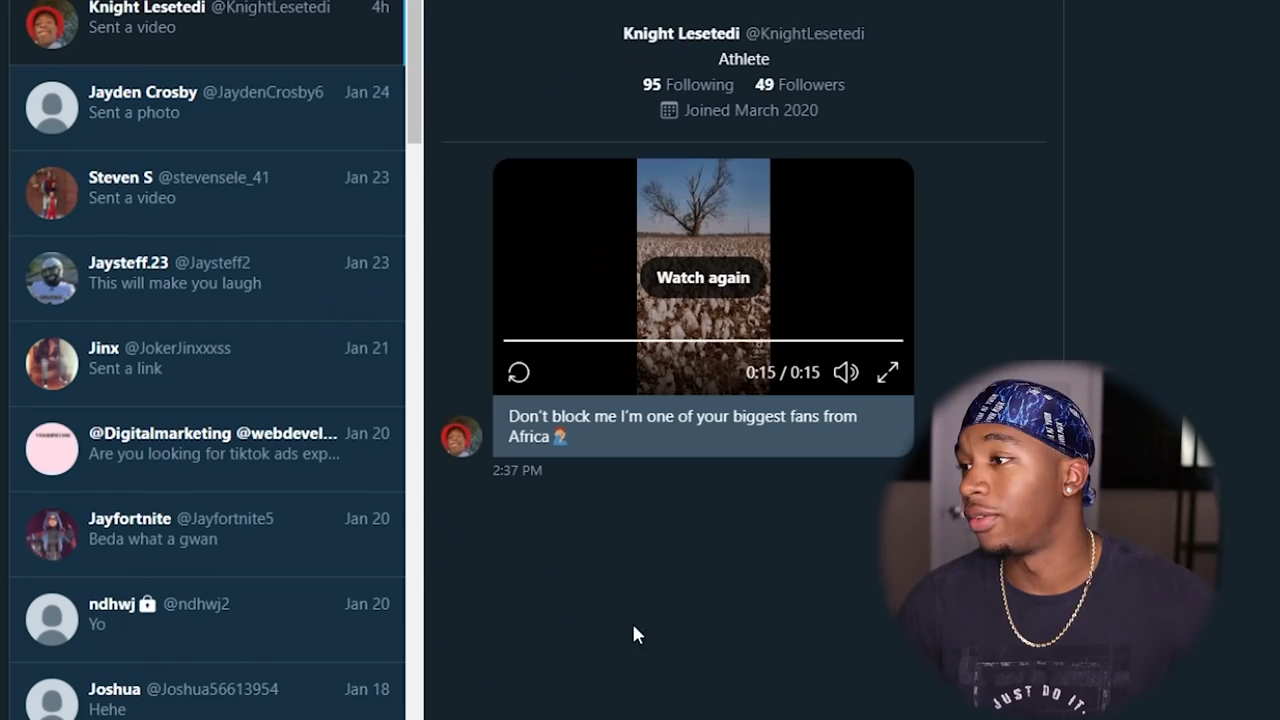 Knight Lesetedi @KnightLesetedi 4h
Sent a video
Jayden Crosby @JaydenCrosby6 Jan 24
Sent a photo
Steven S @stevensele_41 Jan 23
Sent a video
Jaysteff.23 @Jaysteff2 Jan 23
This will make you laugh
Jinx @JokerJinxxxss Jan 21
Sent a link
@Digitalmarketing @webdevel... Jan 20
Are you looking for tiktok ads exp...
Jayfortnite @Jayfortnite5 Jan 20
Beda what a gwan
ndhwj @ndhwj2 Jan 20
Yo
Joshua @Joshua56613954 Jan 18
Hehe
Knight Lesetedi @KnightLesetedi
Athlete
95 Following 49 Followers
Joined March 2020
Watch again
0:15 / 0:15
Don't block me I'm one of your biggest fans from
Africa🤦🏽‍♂️
2:37 PM
JUST DO IT.